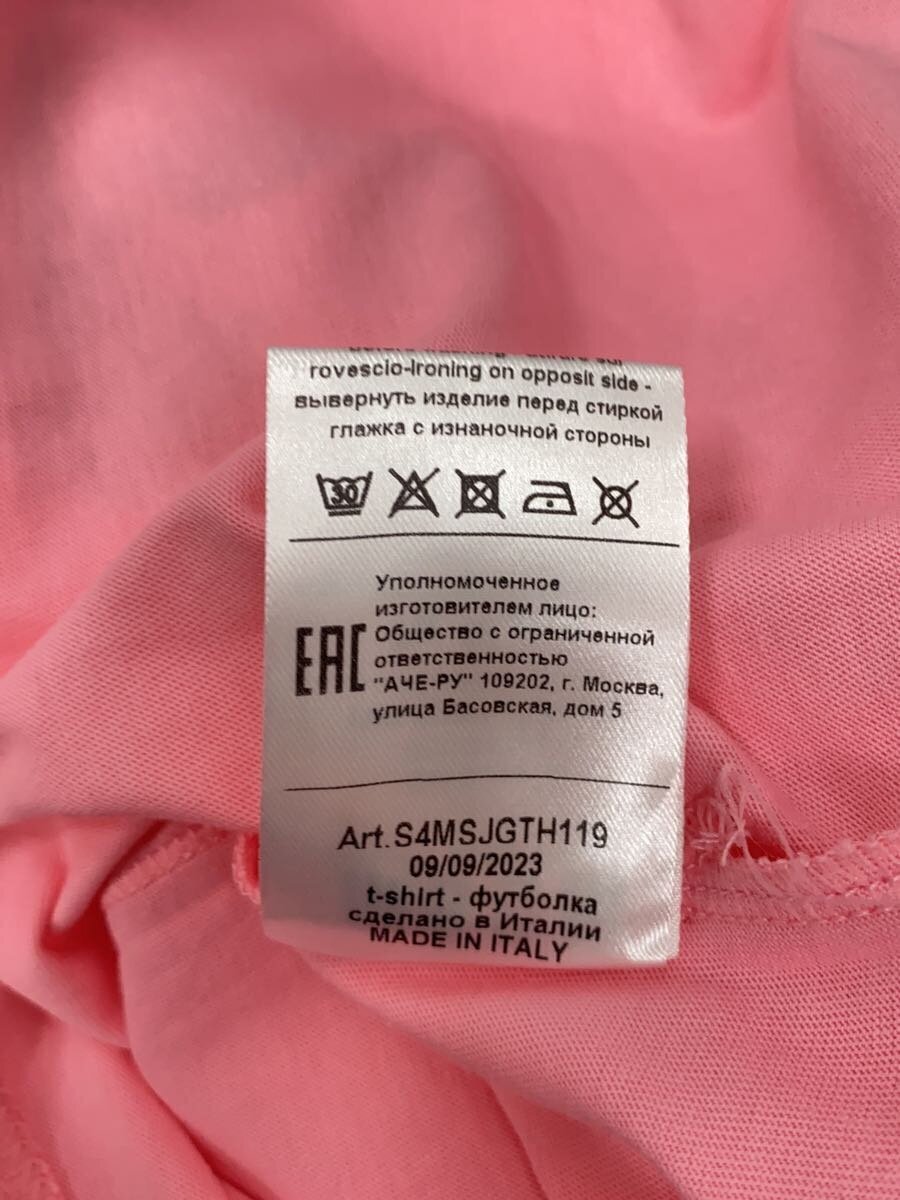 rovescio-ironing on opposit side -
вывернуть изделие перед стиркой
глажка с изнаночной стороны
30
Уполномоченное
изготовителем лицо:
EAC
Общество с ограниченной
ответственностью
"АЧЕ-РУ" 109202, г. Москва,
улица Басовская, дом 5
Art.S4MSJGTH119
09/09/2023
t-shirt - футболка
сделано в Италии
MADE IN ITALY